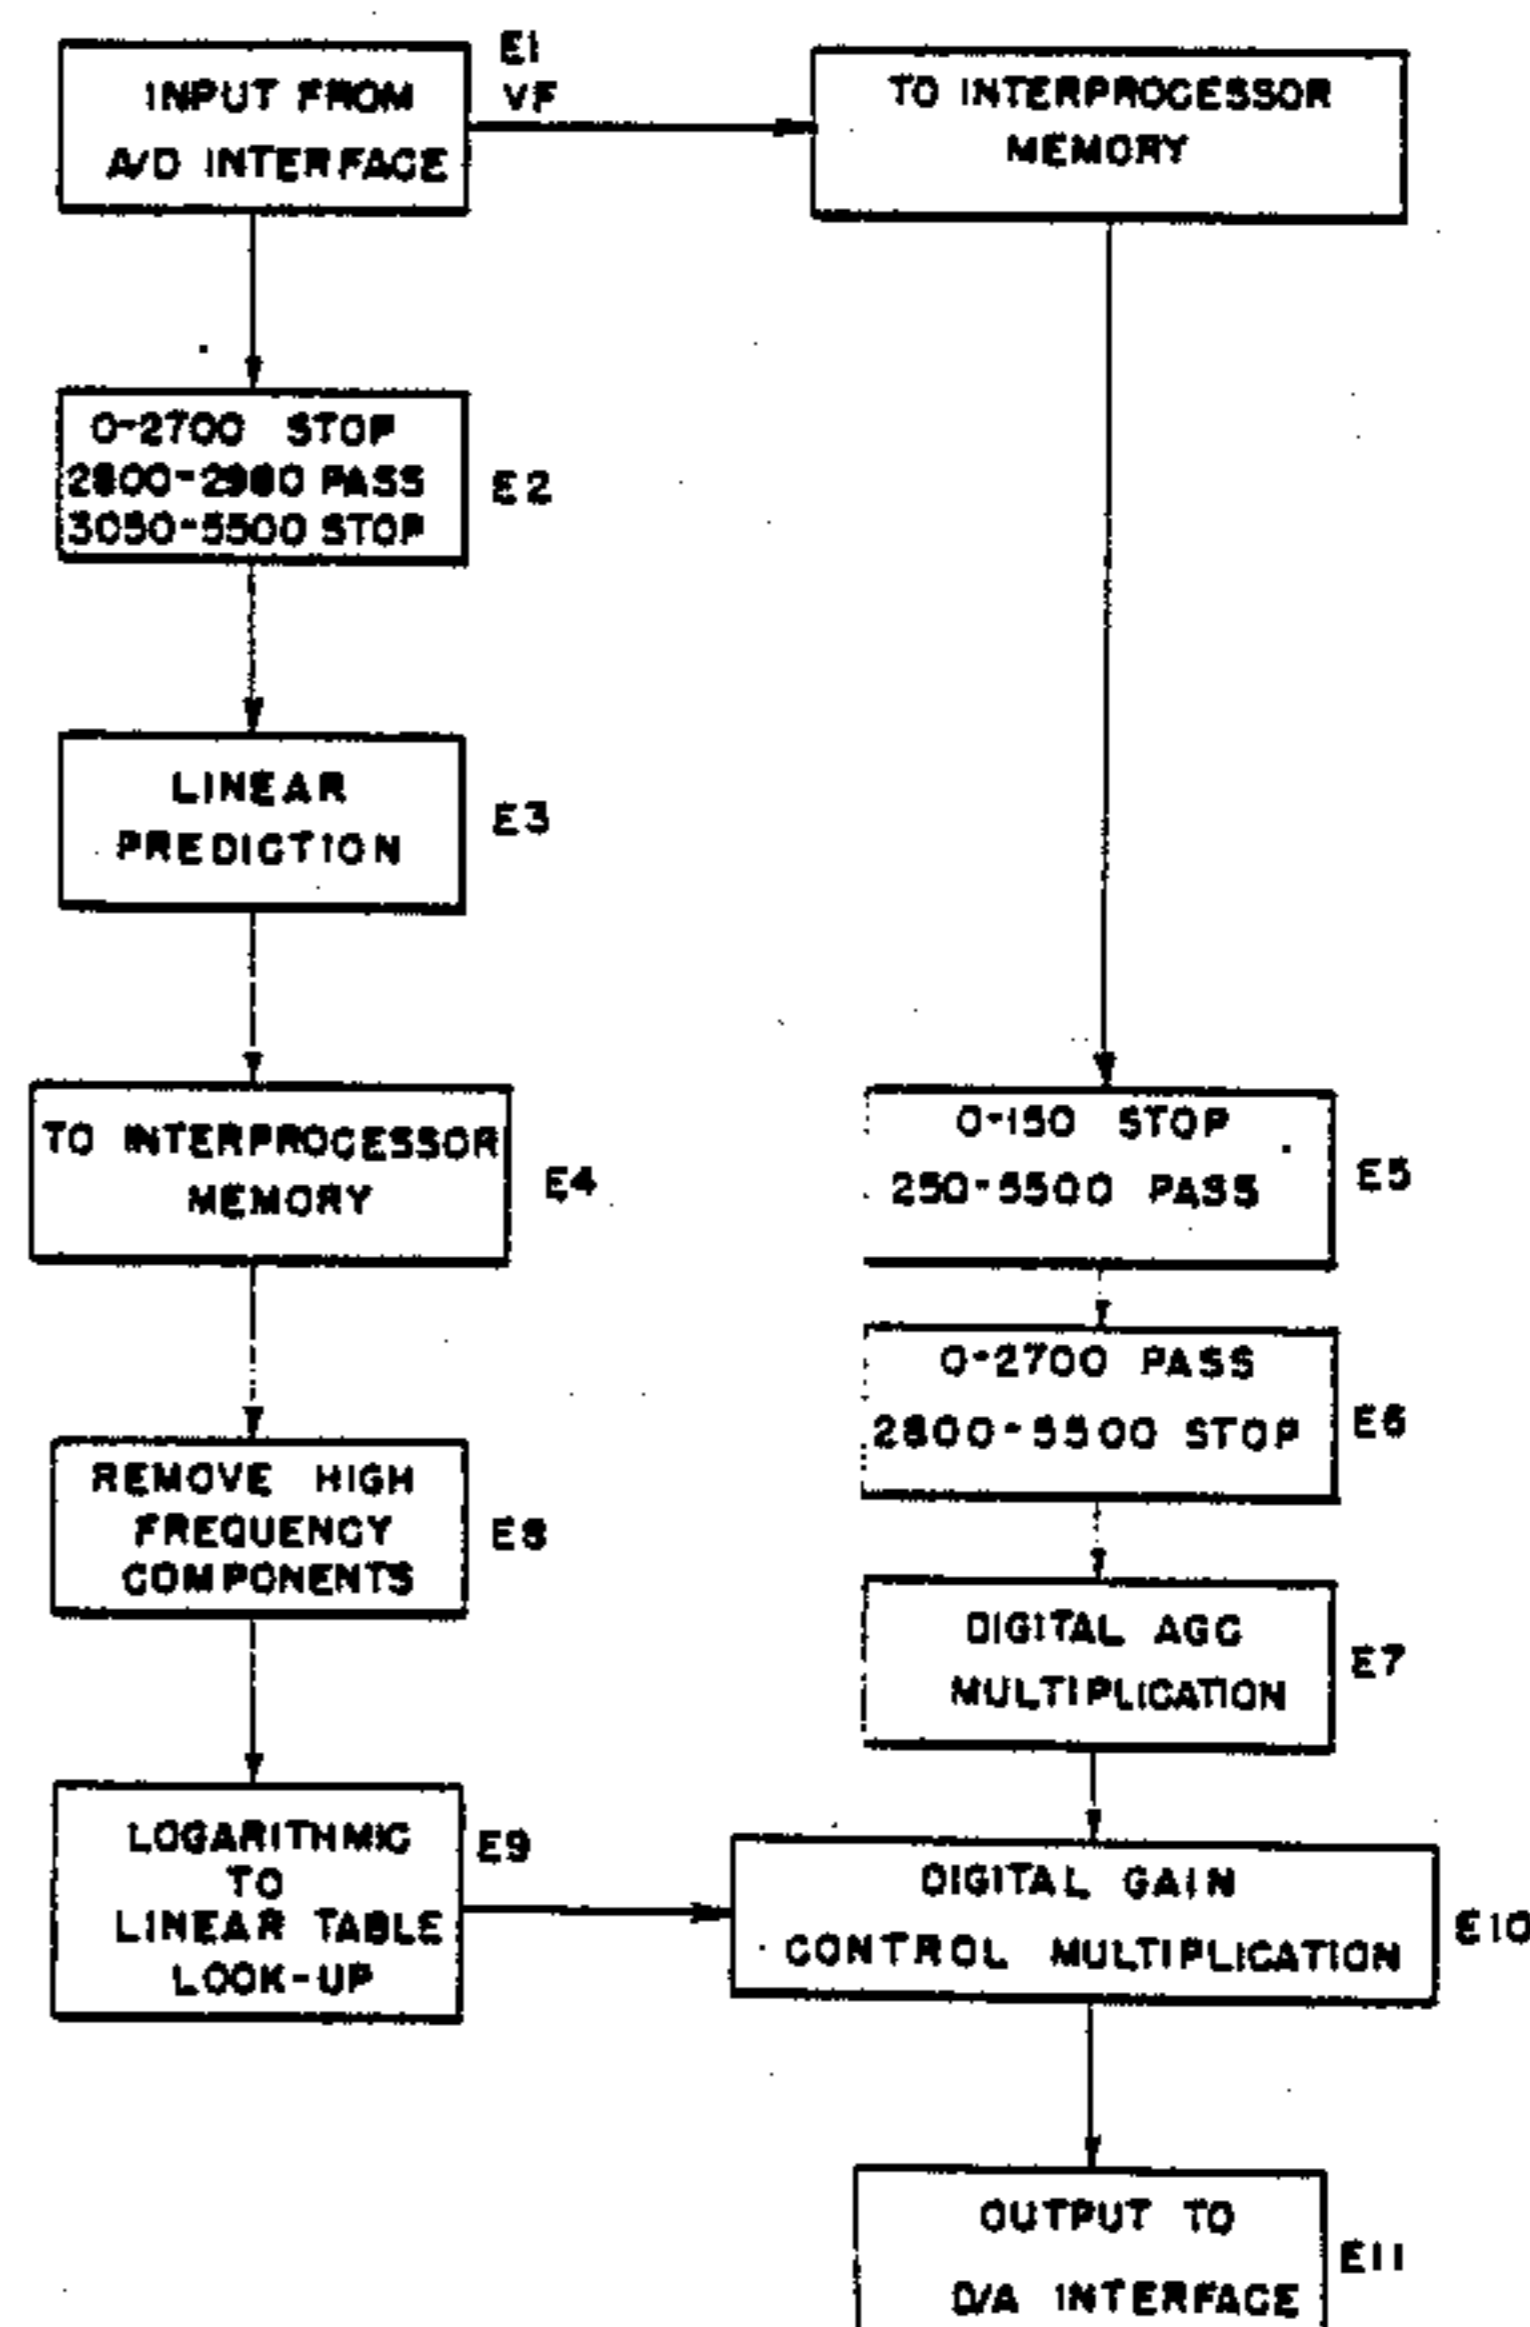 INPUT FROM
A/D INTERFACE
E1
VF
TO INTERPROCESSOR
MEMORY
0-2700 STOP
2800-2980 PASS
3050-5500 STOP
E2
LINEAR
PREDICTION
E3
TO INTERPROCESSOR
MEMORY
E4
0-150 STOP
250-5500 PASS
E5
0-2700 PASS
2800-5500 STOP
E6
REMOVE HIGH
FREQUENCY
COMPONENTS
E8
DIGITAL AGC
MULTIPLICATION
E7
LOGARITHMIC
TO
LINEAR TABLE
LOOK-UP
E9
DIGITAL GAIN
CONTROL MULTIPLICATION
E10
OUTPUT TO
D/A INTERFACE
E11